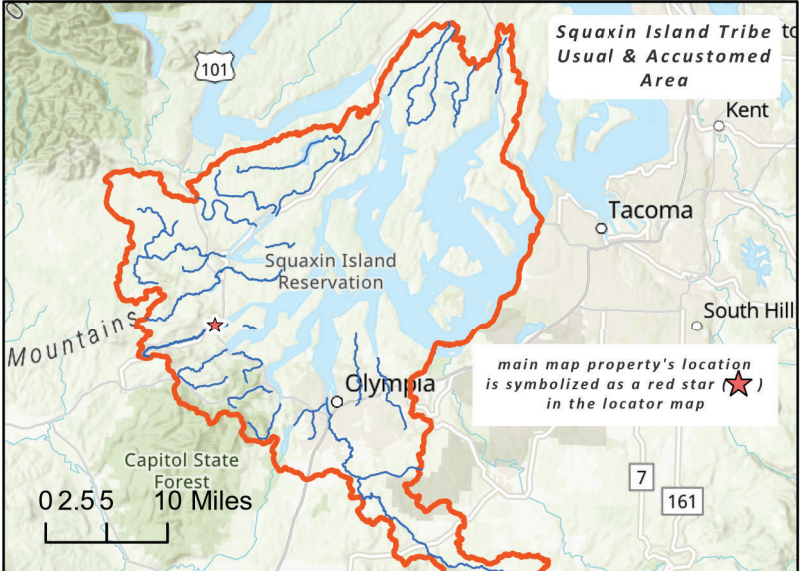 Squaxin Island Tribe
Usual & Accustomed
Area
101
Kent
Tacoma
Squaxin Island
Reservation
South Hill
Mountains
main map property's location
is symbolized as a red star ( )
in the locator map
Olympia
Capitol State
Forest
7
161
0 2.5 5 10 Miles